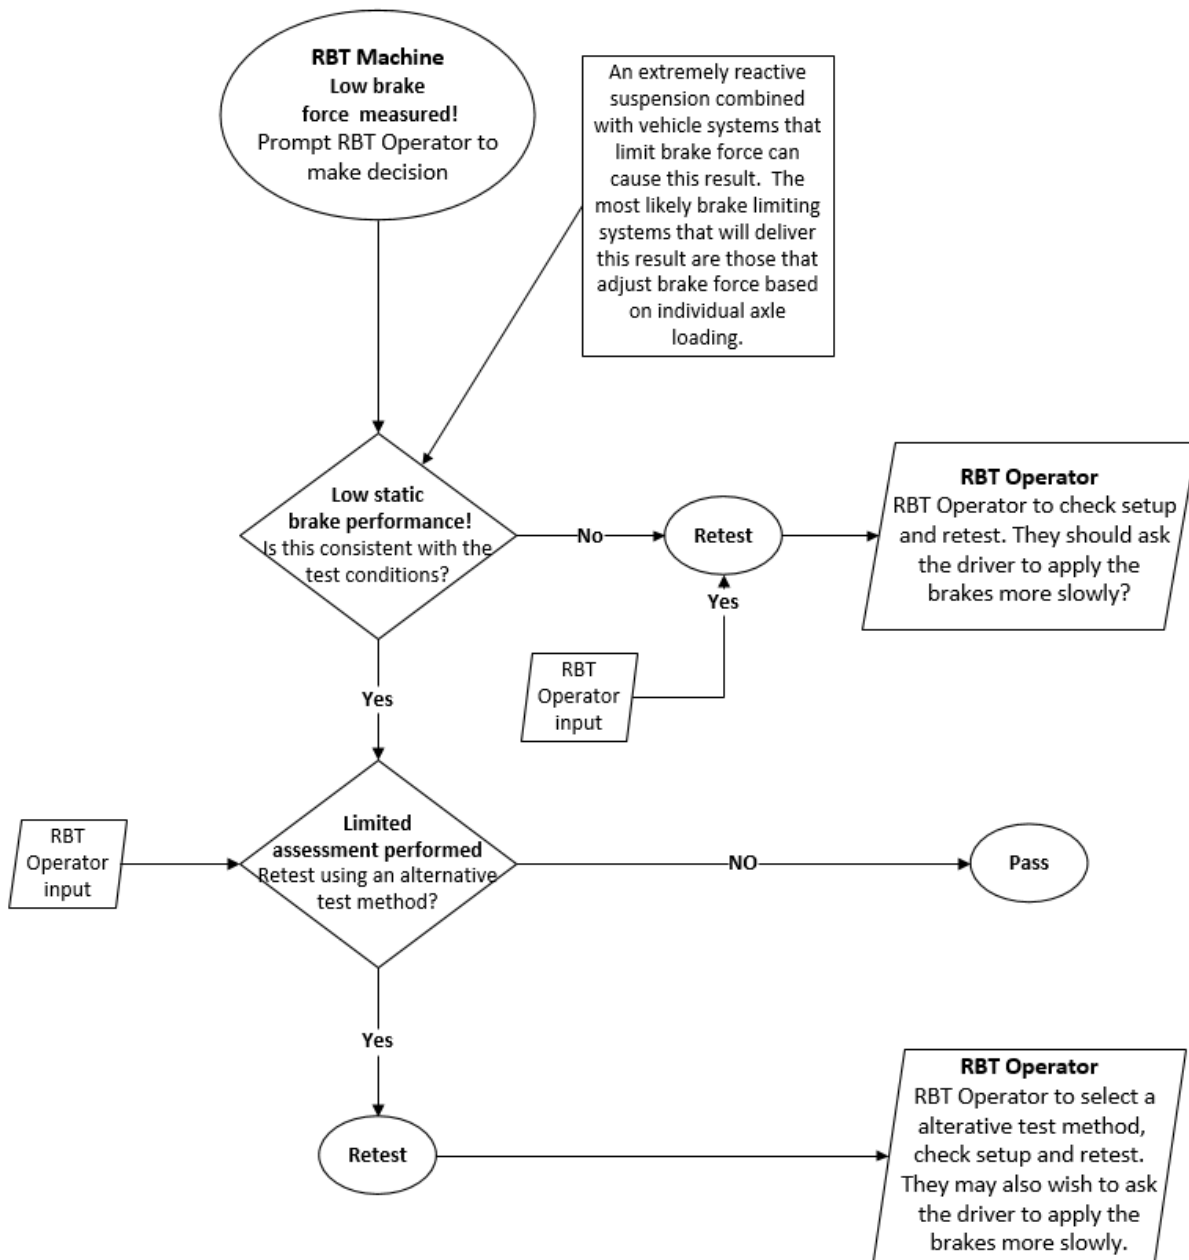 RBT Machine
Low brake
force measured!
Prompt RBT Operator to
make decision
An extremely reactive
suspension combined
with vehicle systems that
limit brake force can
cause this result. The
most likely brake limiting
systems that will deliver
this result are those that
adjust brake force based
on individual axle
loading.
Low static
brake performance!
Is this consistent with the
test conditions?
No
Retest
RBT Operator
RBT Operator to check setup
and retest. They should ask
the driver to apply the
brakes more slowly?
Yes
RBT
Operator
input
Yes
RBT
Operator
input
Limited
assessment performed
Retest using an alternative
test method?
NO
Pass
Yes
Retest
RBT Operator
RBT Operator to select a
alterative test method,
check setup and retest.
They may also wish to ask
the driver to apply the
brakes more slowly.